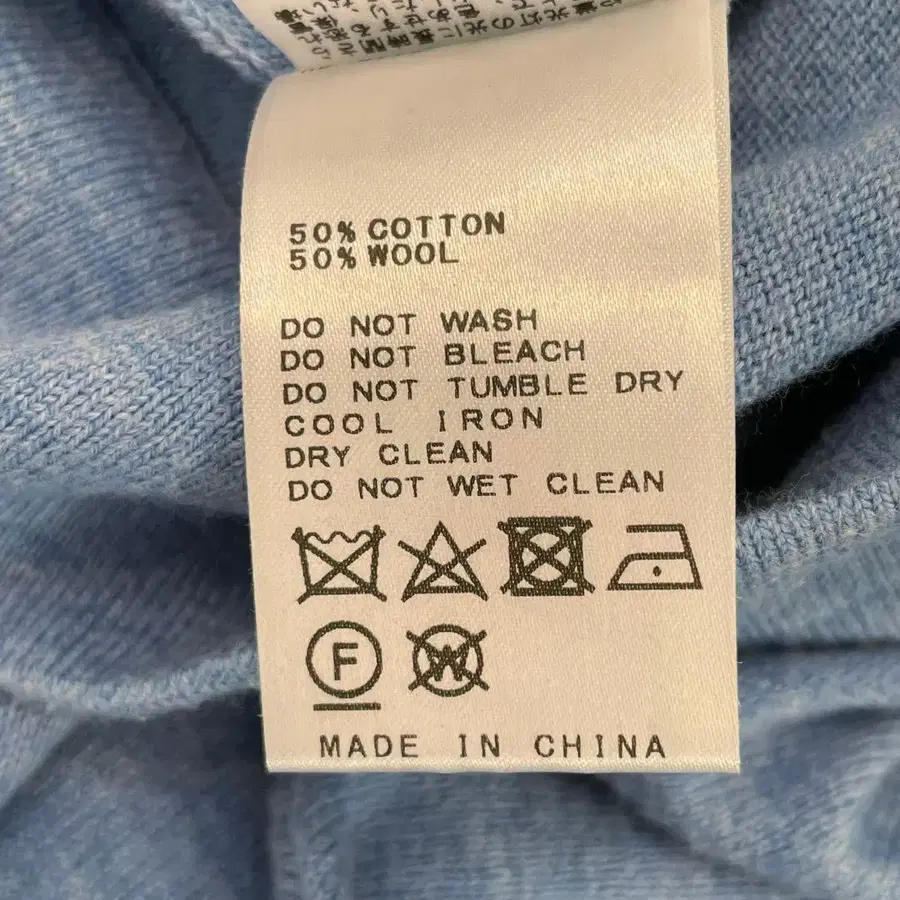 50% COTTON
50% WOOL
DO NOT WASH
DO NOT BLEACH
DO NOT TUMBLE DRY
COOL IRON
DRY CLEAN
DO NOT WET CLEAN
F
W
MADE IN CHINA